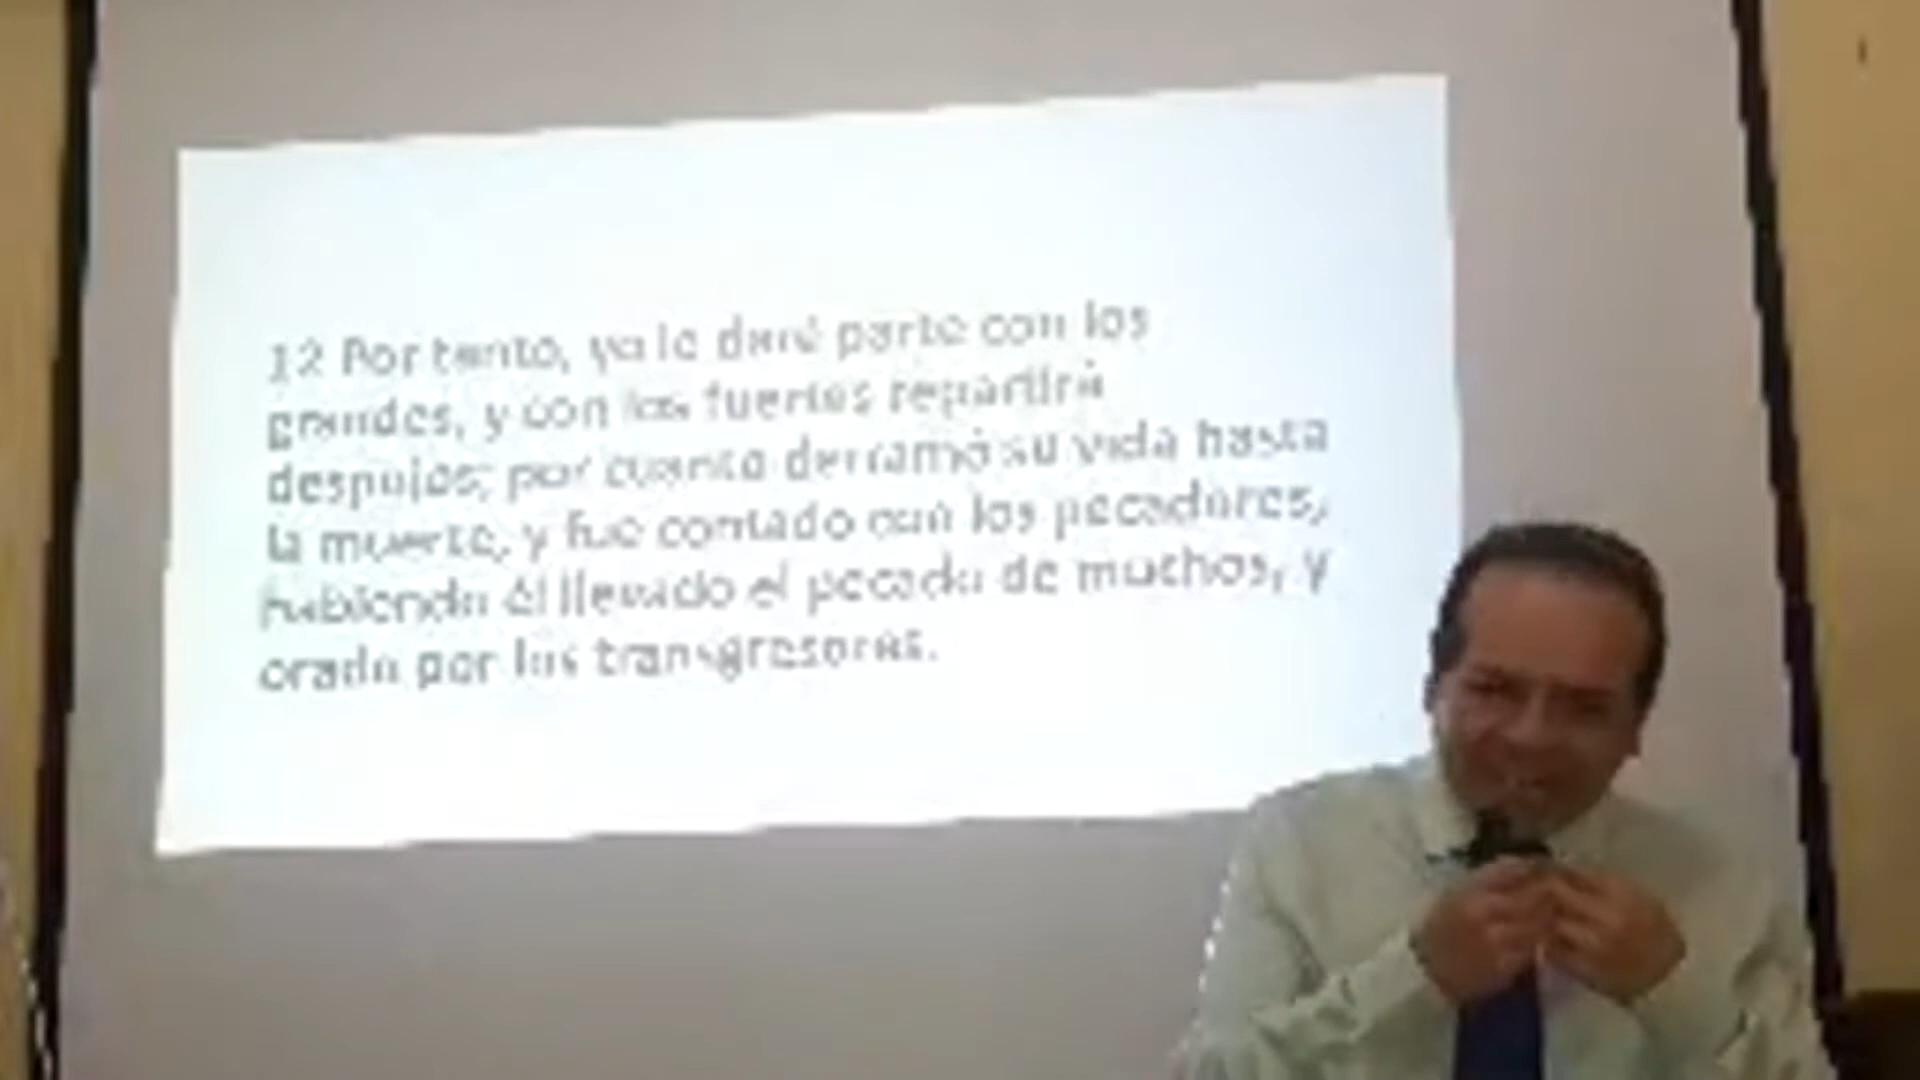 12 Por tanto, yo le daré parte con los
grandes, y con los fuertes repartirá
despojos; por cuanto derramó su vida hasta
la muerte, y fue contado con los pecadores,
habiendo él llevado el pecado de muchos, y
orado por los transgresores.